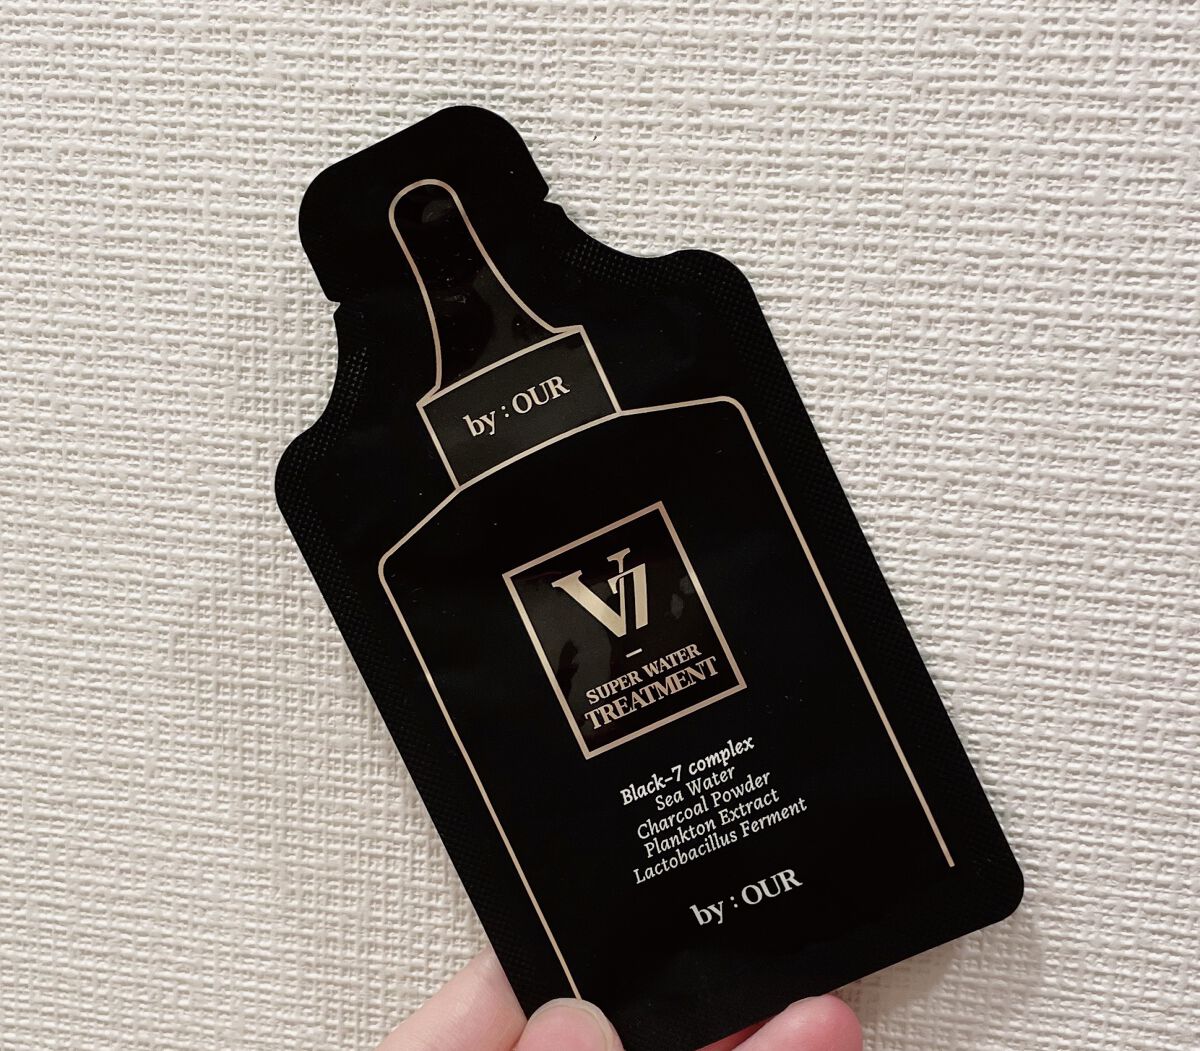 by : OUR
V7
SUPER WATER
TREATMENT
Black-7 complex
Sea Water
Charcoal Powder
Plankton Extract
Lactobacillus Ferment
by : OUR